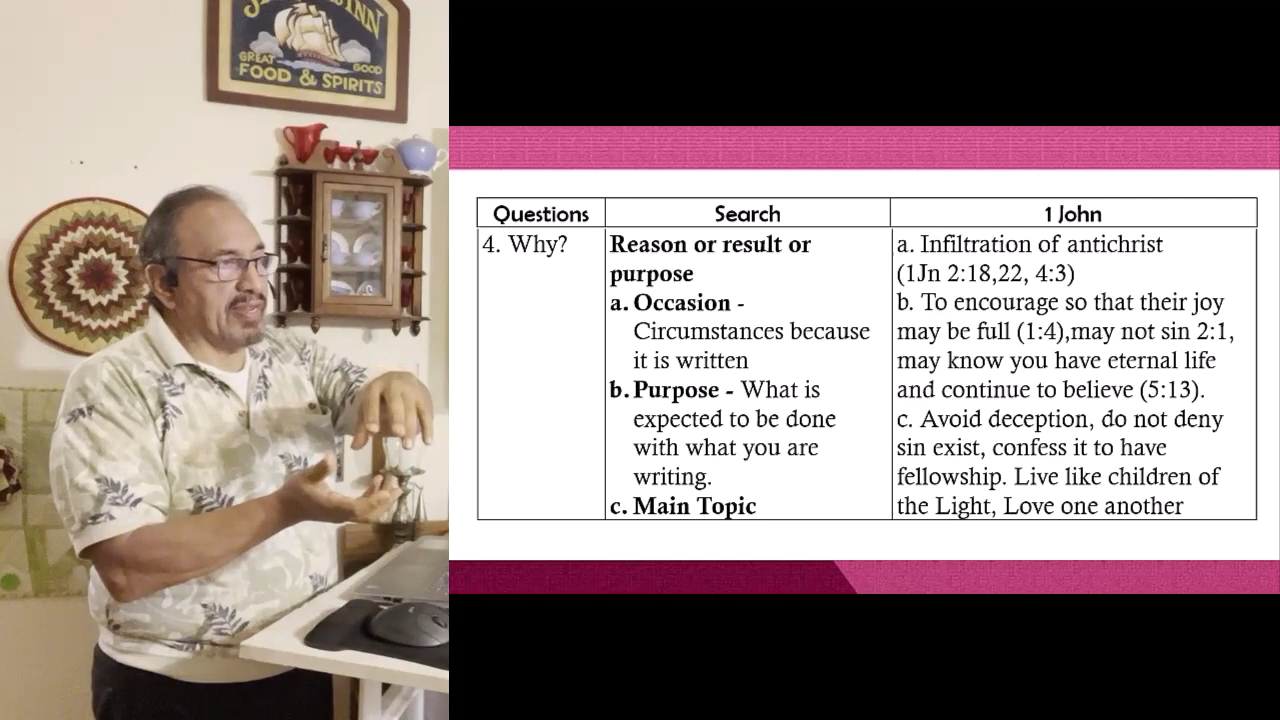 GREAT GOOD
FOOD & SPIRITS
Questions Search 1 John
4. Why?
Reason or result or
purpose
a. Occasion -
Circumstances because
it is written
b. Purpose - What is
expected to be done
with what you are
writing.
c. Main Topic
a. Infiltration of antichrist
(1Jn 2:18,22, 4:3)
b. To encourage so that their joy
may be full (1:4),may not sin 2:1,
may know you have eternal life
and continue to believe (5:13).
c. Avoid deception, do not deny
sin exist, confess it to have
fellowship. Live like children of
the Light, Love one another